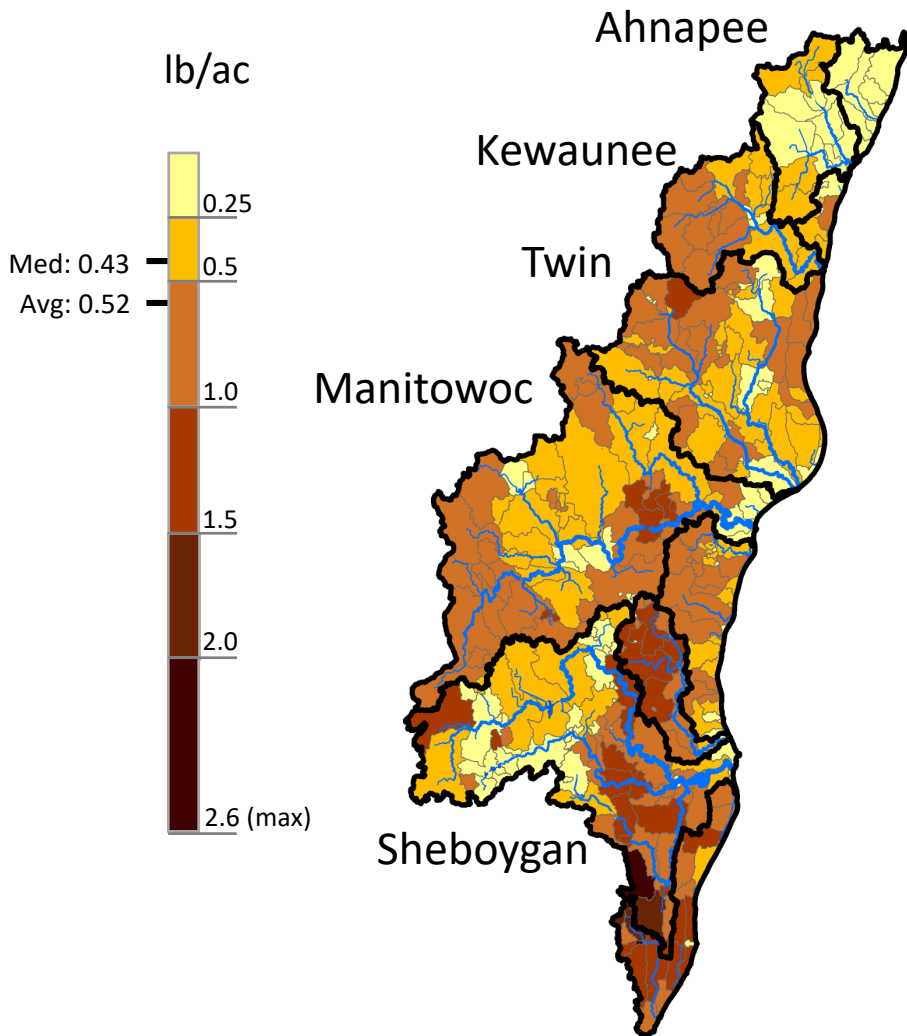 Ahnapee
lb/ac
Kewaunee
0.25
Med: 0.43
0.5
Twin
Avg: 0.52
1.0
Manitowoc
1.5
2.0
2.6 (max)
Sheboygan